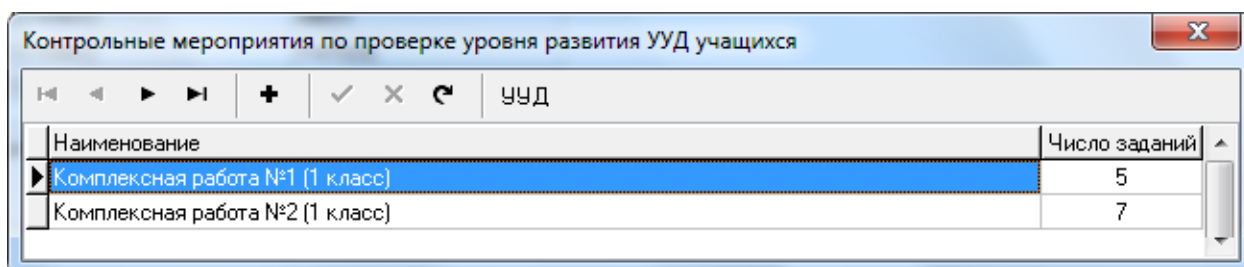 Контрольные мероприятия по проверке уровня развития УУД учащихся
УУД
Наименование Число заданий
Комплексная работа №1 (1 класс) 5
Комплексная работа №2 (1 класс) 7